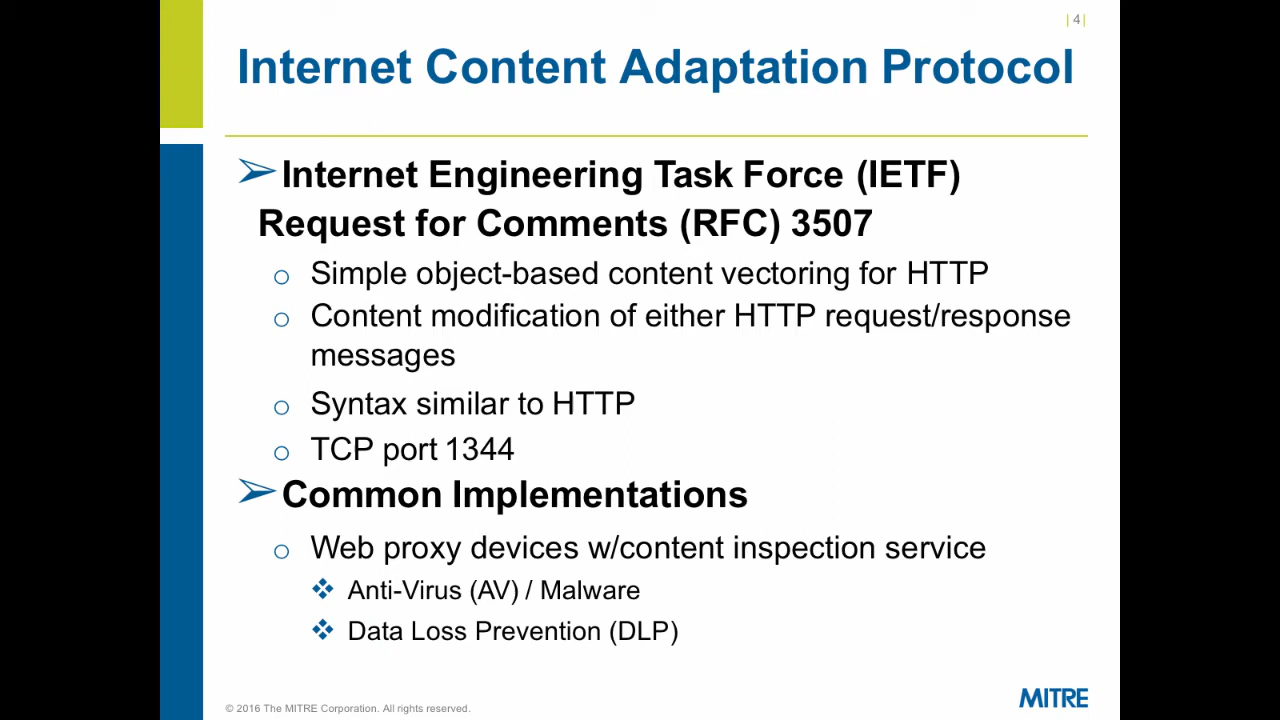 | 4 |
Internet Content Adaptation Protocol
➢Internet Engineering Task Force (IETF)
Request for Comments (RFC) 3507
o Simple object-based content vectoring for HTTP
o Content modification of either HTTP request/response
messages
o Syntax similar to HTTP
o TCP port 1344
➢Common Implementations
o Web proxy devices w/content inspection service
❖ Anti-Virus (AV) / Malware
❖ Data Loss Prevention (DLP)
© 2016 The MITRE Corporation. All rights reserved.
MITRE